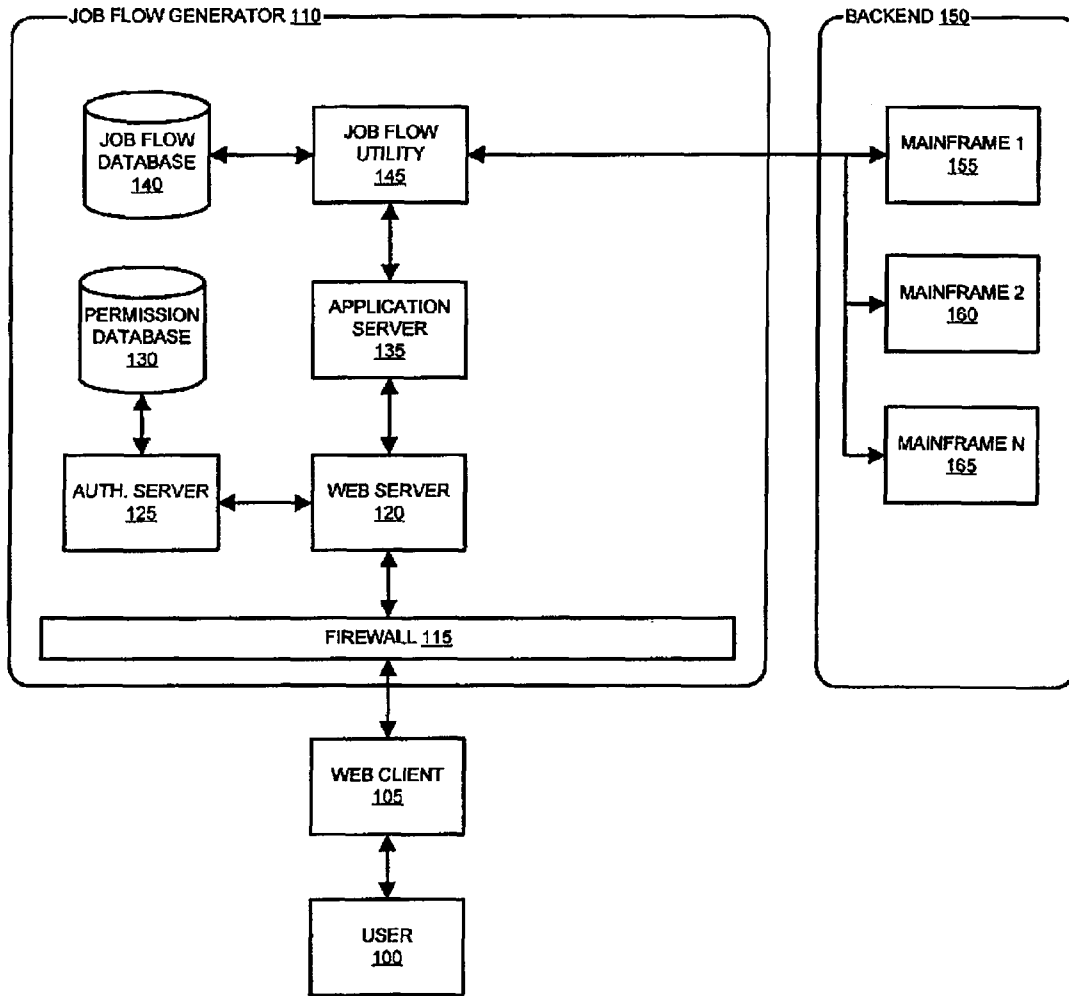 JOB FLOW GENERATOR 110
BACKEND 150
JOB FLOW
DATABASE
140
JOB FLOW
UTILITY
145
MAINFRAME 1
155
PERMISSION
DATABASE
130
APPLICATION
SERVER
135
MAINFRAME 2
160
AUTH. SERVER
125
WEB SERVER
120
MAINFRAME N
165
FIREWALL 115
WEB CLIENT
105
USER
100